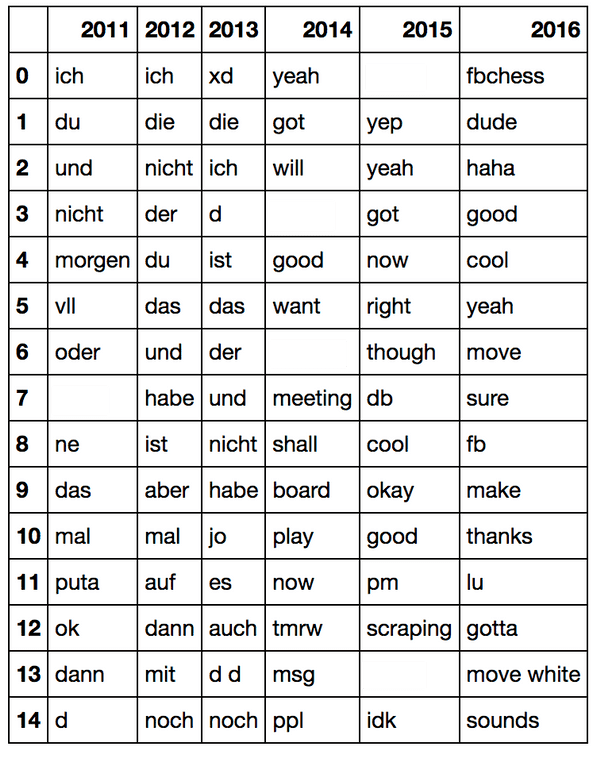 2011 2012 2013 2014 2015 2016
0 ich ich xd yeah fbchess
1 du die die got yep dude
2 und nicht ich will yeah haha
3 nicht der d got good
4 morgen du ist good now cool
5 vll das das want right yeah
6 oder und der though move
7 habe und meeting db sure
8 ne ist nicht shall cool fb
9 das aber habe board okay make
10 mal mal jo play good thanks
11 puta auf es now pm lu
12 ok dann auch tmrw scraping gotta
13 dann mit d d msg move white
14 d noch noch ppl idk sounds